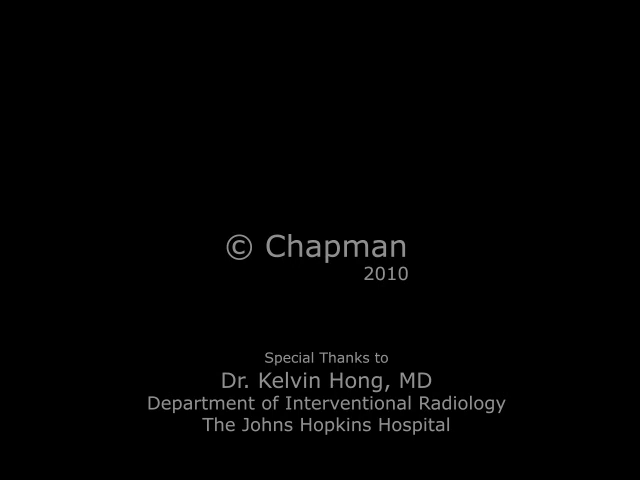 © Chapman
2010
Special Thanks to
Dr. Kelvin Hong, MD
Department of Interventional Radiology
The Johns Hopkins Hospital